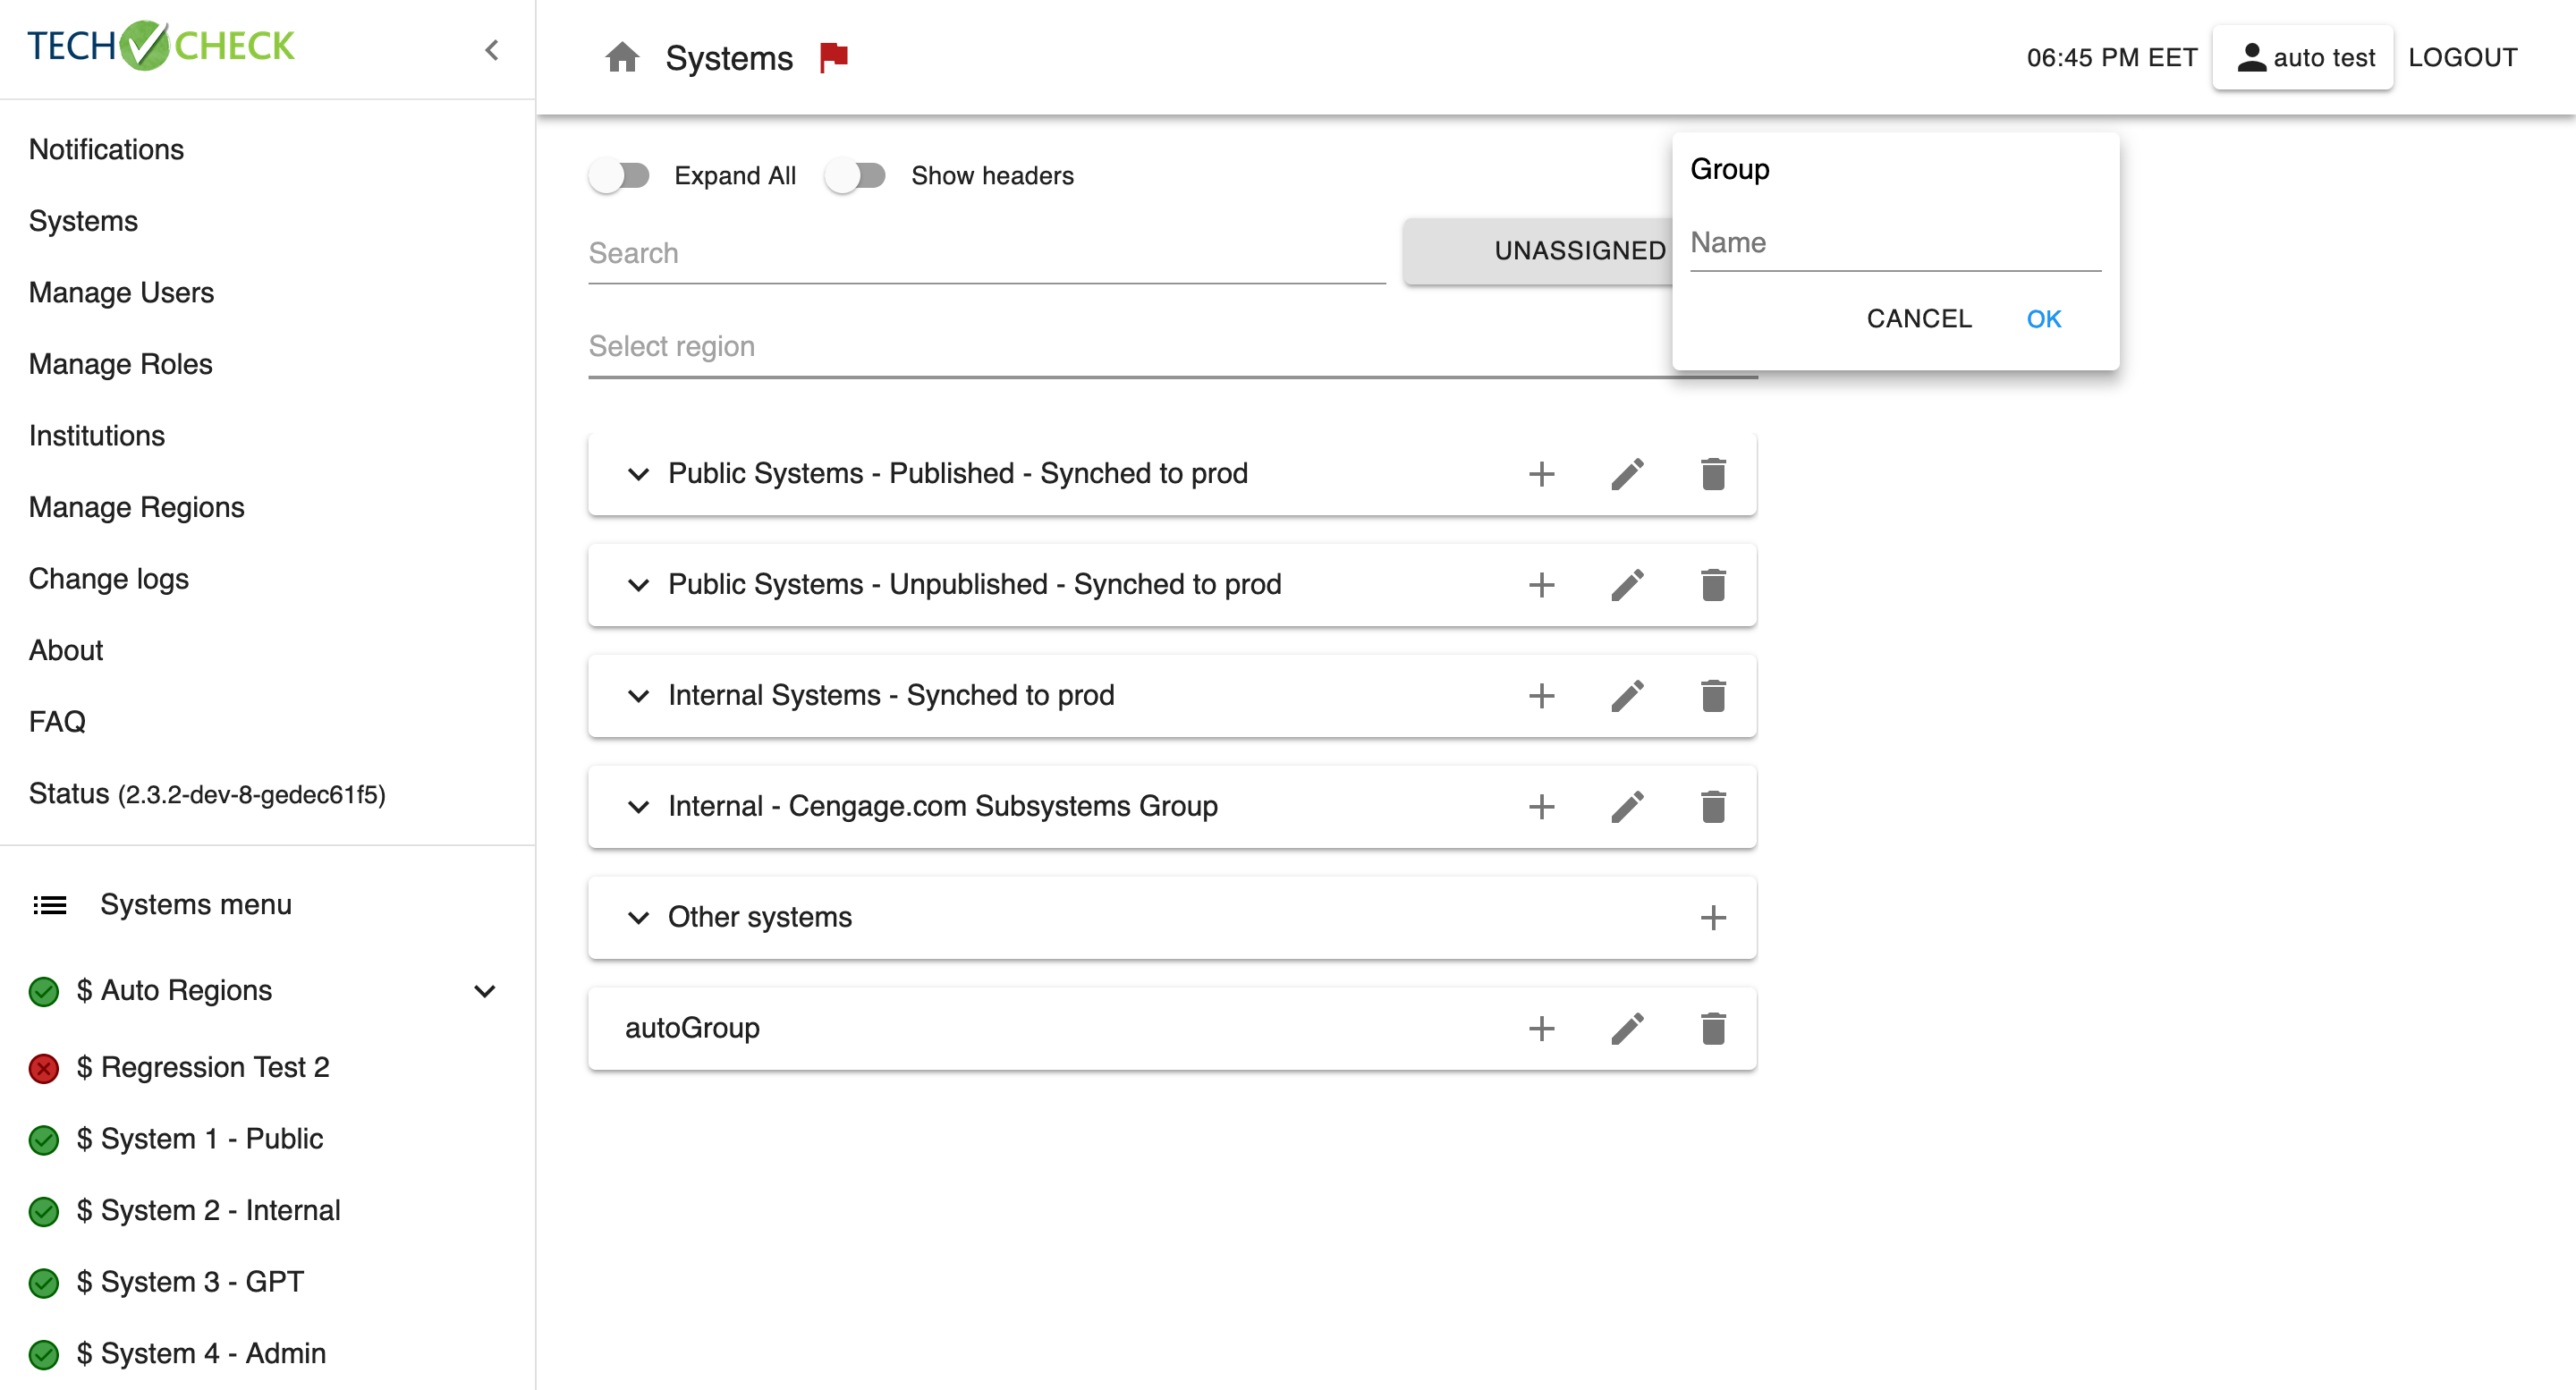 TECH CHECK
Notifications
Systems
Manage Users
Manage Roles
Institutions
Manage Regions
Change logs
About
FAQ
Status (2.3.2-dev-8-gedec61f5)
Systems menu
$ Auto Regions
$ Regression Test 2
$ System 1 - Public
$ System 2 - Internal
$ System 3 - GPT
$ System 4 - Admin
Systems
06:45 PM EET
auto test
LOGOUT
Expand All
Show headers
Search
UNASSIGNED
Select region
Group
Name
CANCEL
OK
Public Systems - Published - Synched to prod
Public Systems - Unpublished - Synched to prod
Internal Systems - Synched to prod
Internal - Cengage.com Subsystems Group
Other systems
autoGroup